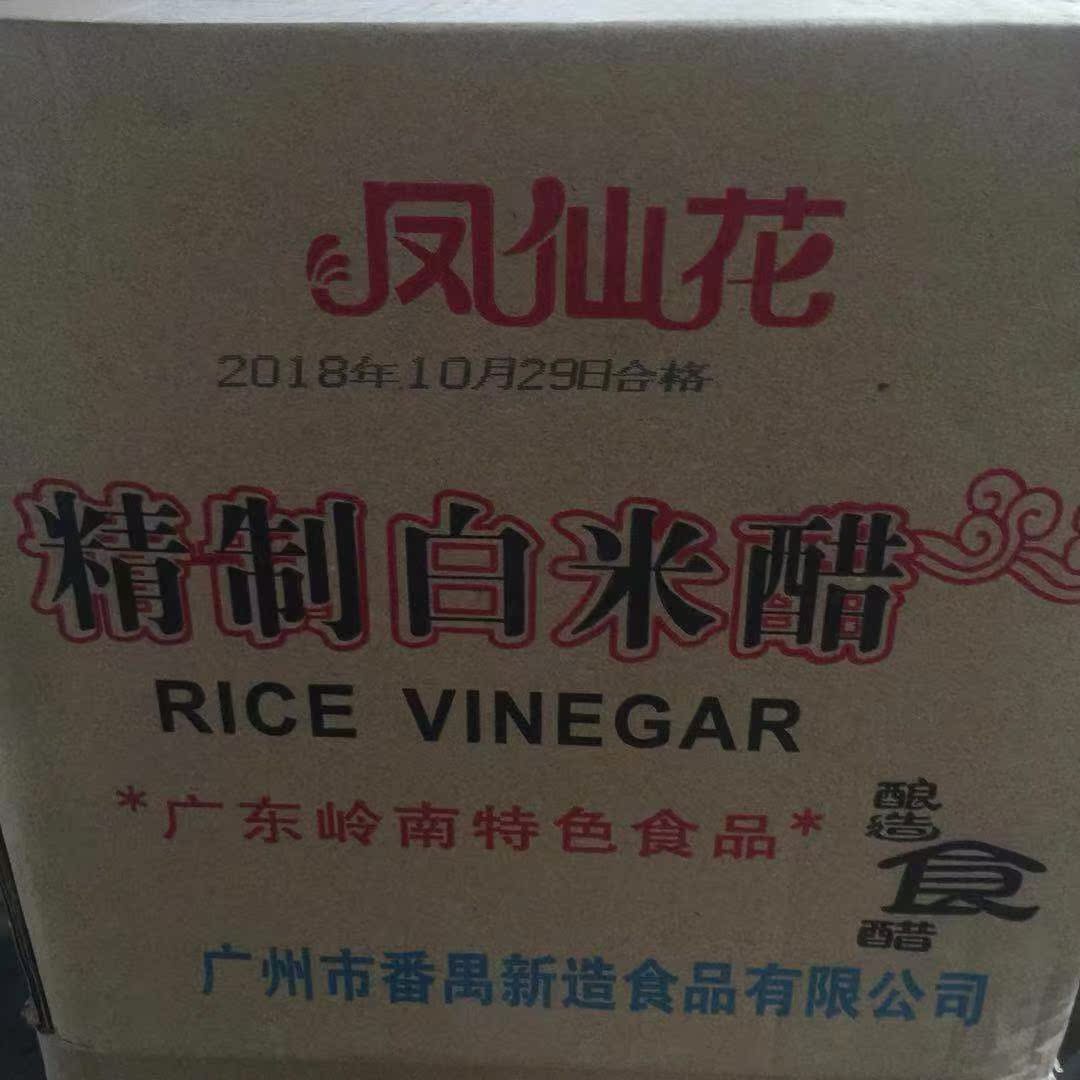 凤仙花
2018年10月29日合格
精制白米醋
RICE VINEGAR
*广东岭南特色食品*
酿造
食
醋
广州市番禺新造食品有限公司